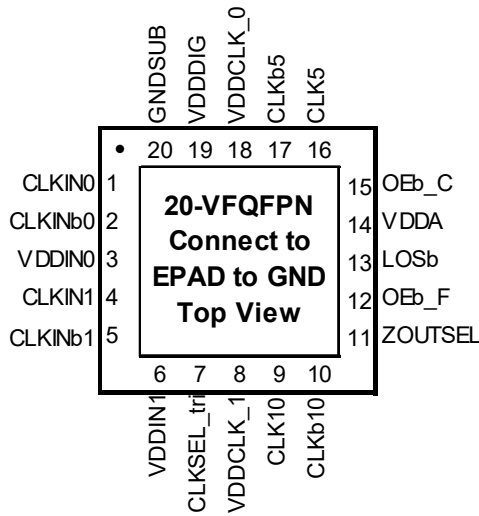 GNDSUB
VDDDIG
VDDCLK_0
CLKb5
CLK5
20 19 18 17 16
CLKIN0 1
CLKINb0 2
VDDIN0 3
CLKIN1 4
CLKINb1 5
20-VFQFPN
Connect to
EPAD to GND
Top View
15 OEb_C
14 VDDA
13 LOSb
12 OEb_F
11 ZOUTSEL
6 7 8 9 10
VDDIN1
CLKSEL_tri
VDDCLK_1
CLK10
CLKb10